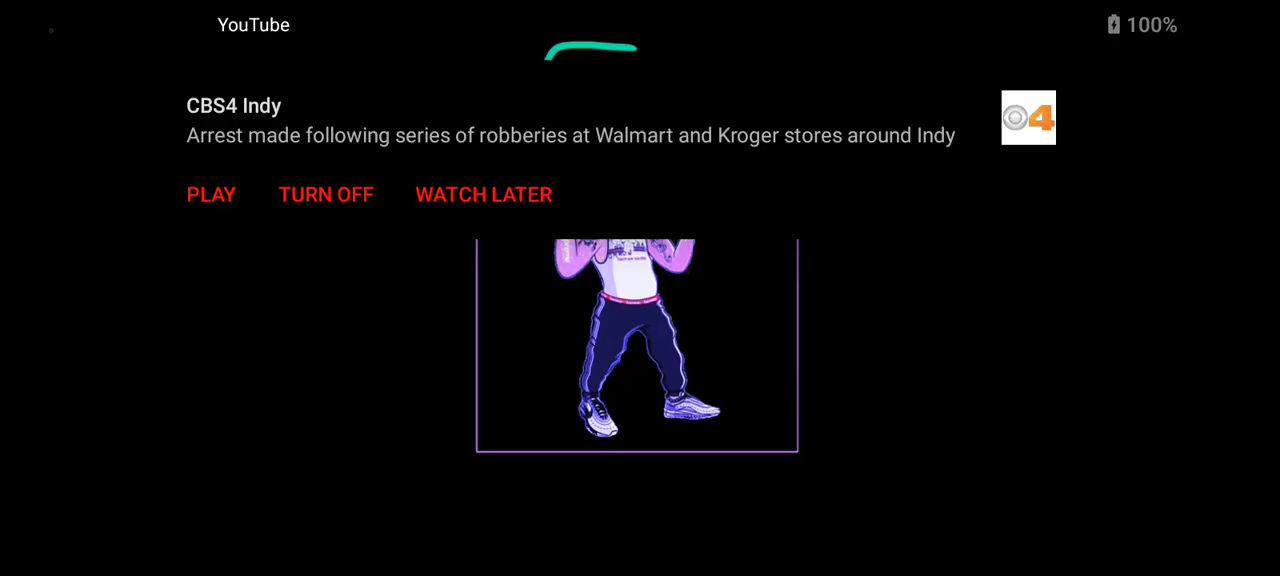 YouTube
100%
CBS4 Indy
4
Arrest made following series of robberies at Walmart and Kroger stores around Indy
PLAY TURN OFF WATCH LATER